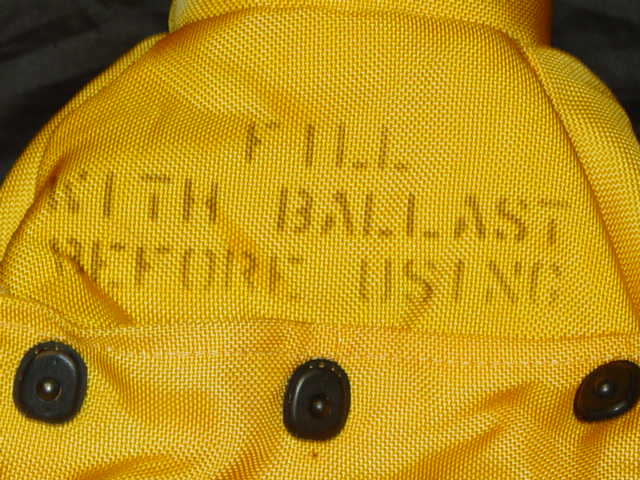 FILL
WITH BALLAST
BEFORE USING